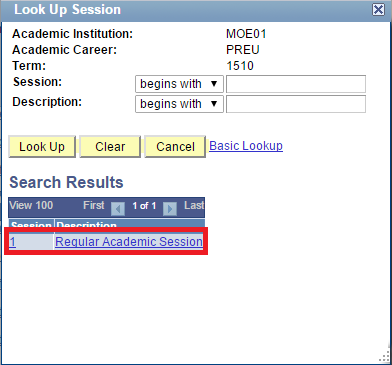 Look Up Session
Academic Institution: MOE01
Academic Career: PREU
Term: 1510
Session: begins with
Description: begins with
Look Up Clear Cancel Basic Lookup
Search Results
View 100 First 1 of 1 Last
Session Description
1 Regular Academic Session